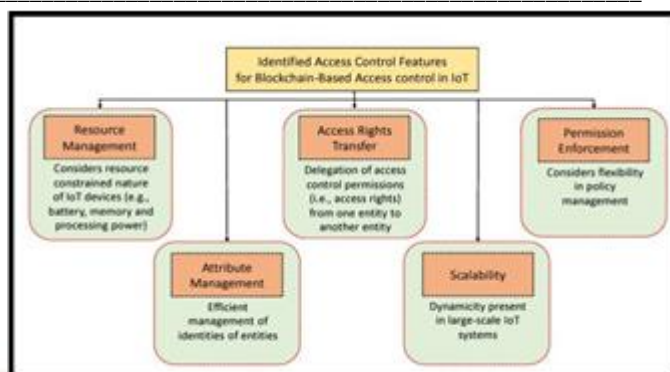 Identified Access Control Features
for Blockchain-Based Access control in IoT
Resource
Management
Considers resource
constrained nature
of IoT devices (e.g.,
battery, memory and
processing power)
Access Rights
Transfer
Delegation of access
control permissions
(i.e., access rights)
from one entity to
another entity
Permission
Enforcement
Considers flexibility
in policy
management
Attribute
Management
Efficient
management of
identities of entities
Scalability
Dynamicity present
in large-scale IoT
systems